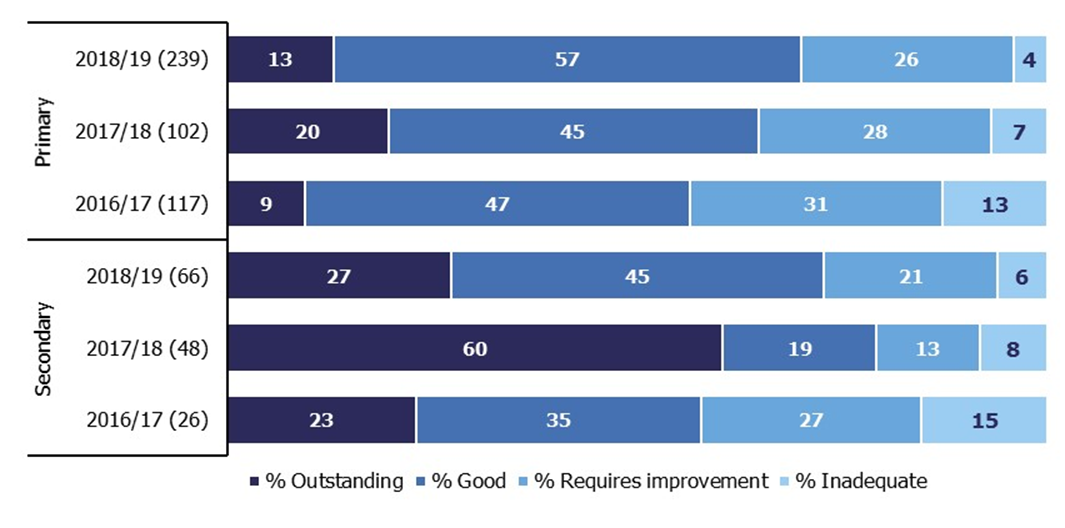 Primary
2018/19 (239) 13 57 26 4
2017/18 (102) 20 45 28 7
2016/17 (117) 9 47 31 13
Secondary
2018/19 (66) 27 45 21 6
2017/18 (48) 60 19 13 8
2016/17 (26) 23 35 27 15
% Outstanding % Good % Requires improvement % Inadequate